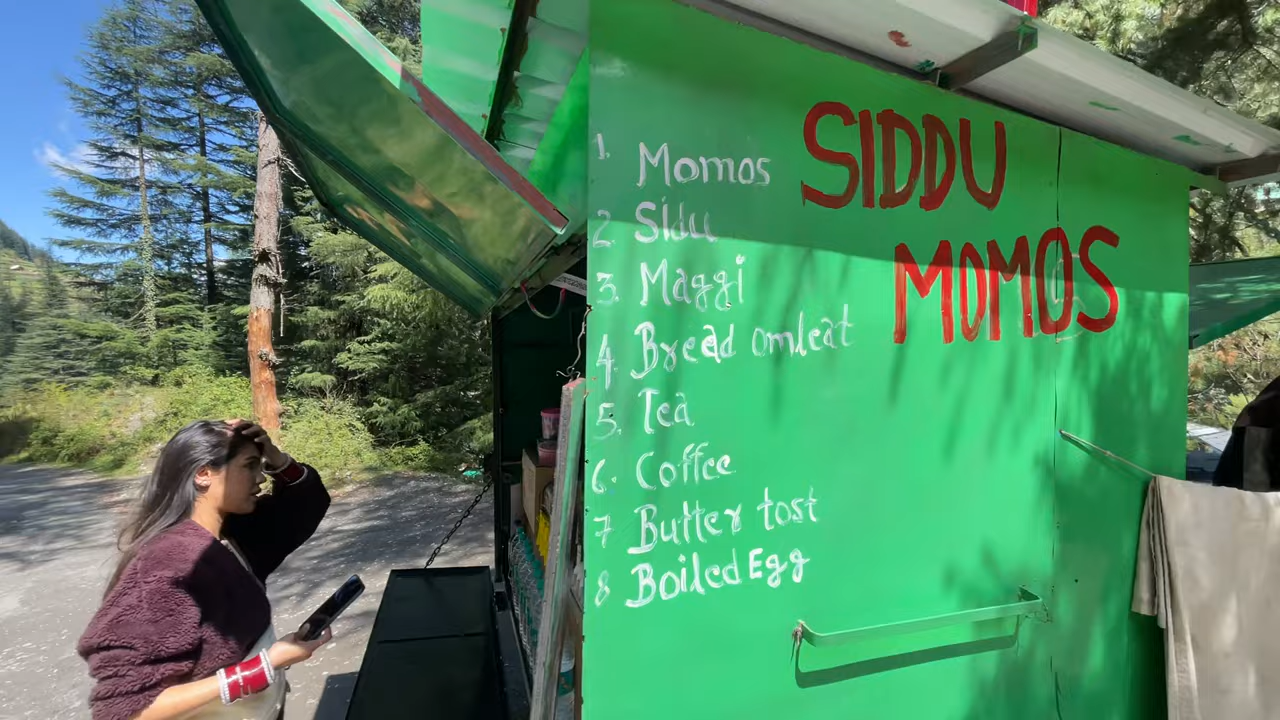 SIDDU
MOMOS
1. Momos
2. Sidu
3. Maggi
4. Bread omleat
5. Tea
6. Coffee
7 Butter tost
8 Boiled Egg